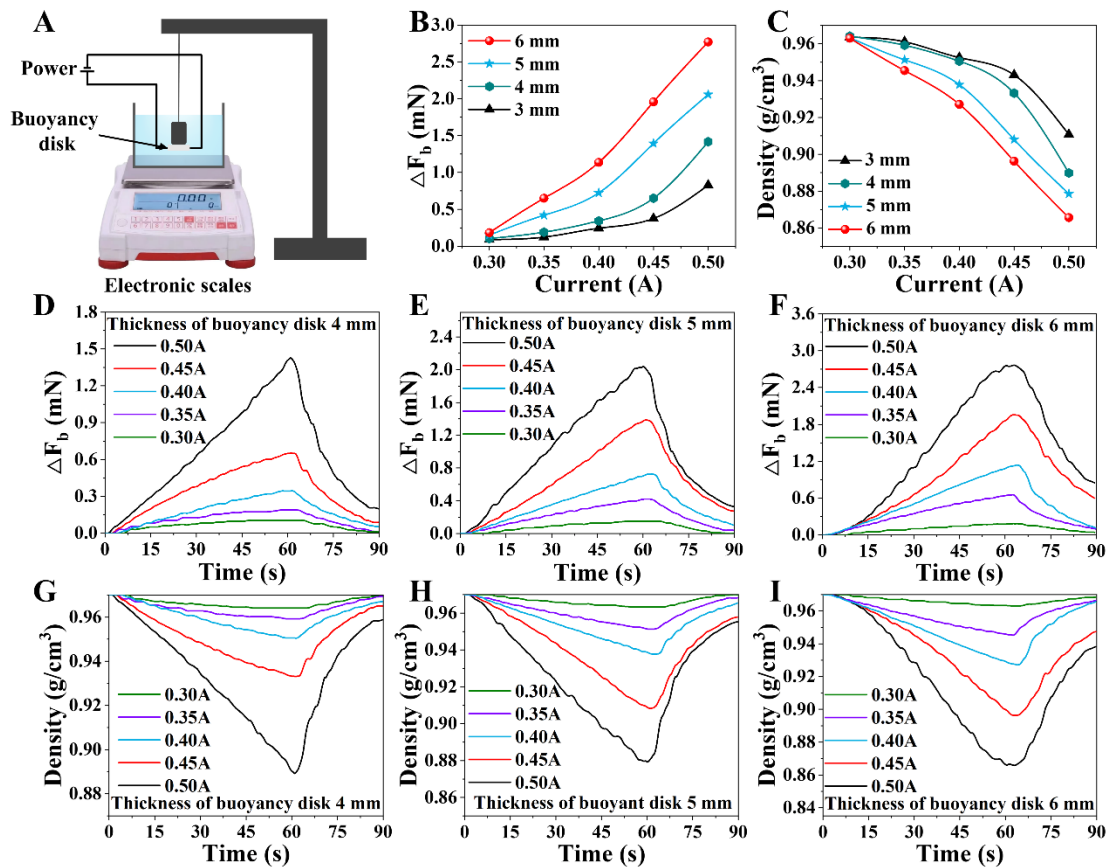 A
Power
Buoyancy
disk
0.00
Electronic scales
B
3.0
2.5
2.0
1.5
1.0
0.5
0.0
△F_b (mN)
6 mm
5 mm
4 mm
3 mm
0.30 0.35 0.40 0.45 0.50
Current (A)
C
0.96
0.94
0.92
0.90
0.88
0.86
Density (g/cm³)
3 mm
4 mm
5 mm
6 mm
0.30 0.35 0.40 0.45 0.50
Current (A)
D
1.8
1.5
1.2
0.9
0.6
0.3
0.0
△F_b (mN)
Thickness of buoyancy disk 4 mm
0.50A
0.45A
0.40A
0.35A
0.30A
0 15 30 45 60 75 90
Time (s)
E
2.4
2.0
1.6
1.2
0.8
0.4
0.0
△F_b (mN)
Thickness of buoyancy disk 5 mm
0.50A
0.45A
0.40A
0.35A
0.30A
0 15 30 45 60 75 90
Time (s)
F
3.6
3.0
2.4
1.8
1.2
0.6
0.0
△F_b (mN)
Thickness of buoyancy disk 6 mm
0.50A
0.45A
0.40A
0.35A
0.30A
0 15 30 45 60 75 90
Time (s)
G
0.96
0.94
0.92
0.90
0.88
Density (g/cm³)
0.30A
0.35A
0.40A
0.45A
0.50A
Thickness of buoyancy disk 4 mm
0 15 30 45 60 75 90
Time (s)
H
0.96
0.94
0.92
0.90
0.88
0.86
Density (g/cm³)
0.30A
0.35A
0.40A
0.45A
0.50A
Thickness of buoyant disk 5 mm
0 15 30 45 60 75 90
Time (s)
I
0.96
0.94
0.92
0.90
0.88
0.86
0.84
Density (g/cm³)
0.30A
0.35A
0.40A
0.45A
0.50A
Thickness of buoyancy disk 6 mm
0 15 30 45 60 75 90
Time (s)